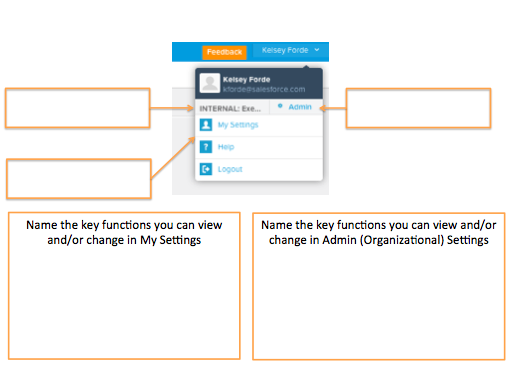 Feedback Kelsey Forde
Kelsey Forde
kforde@salesforce.com
INTERNAL: Exe... Admin
My Settings
Help
Logout
Name the key functions you can view
and/or change in My Settings
Name the key functions you can view and/or
change in Admin (Organizational) Settings